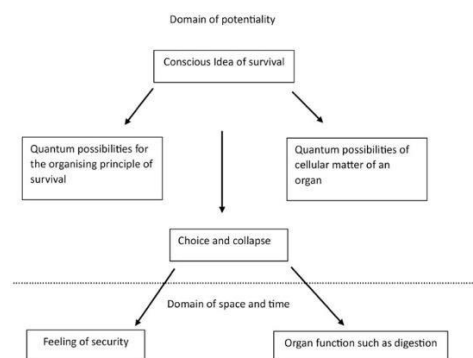 Domain of potentiality
Conscious Idea of survival
Quantum possibilities for
the organising principle of
survival
Quantum possibilities of
cellular matter of an
organ
Choice and collapse
Domain of space and time
Feeling of security
Organ function such as digestion